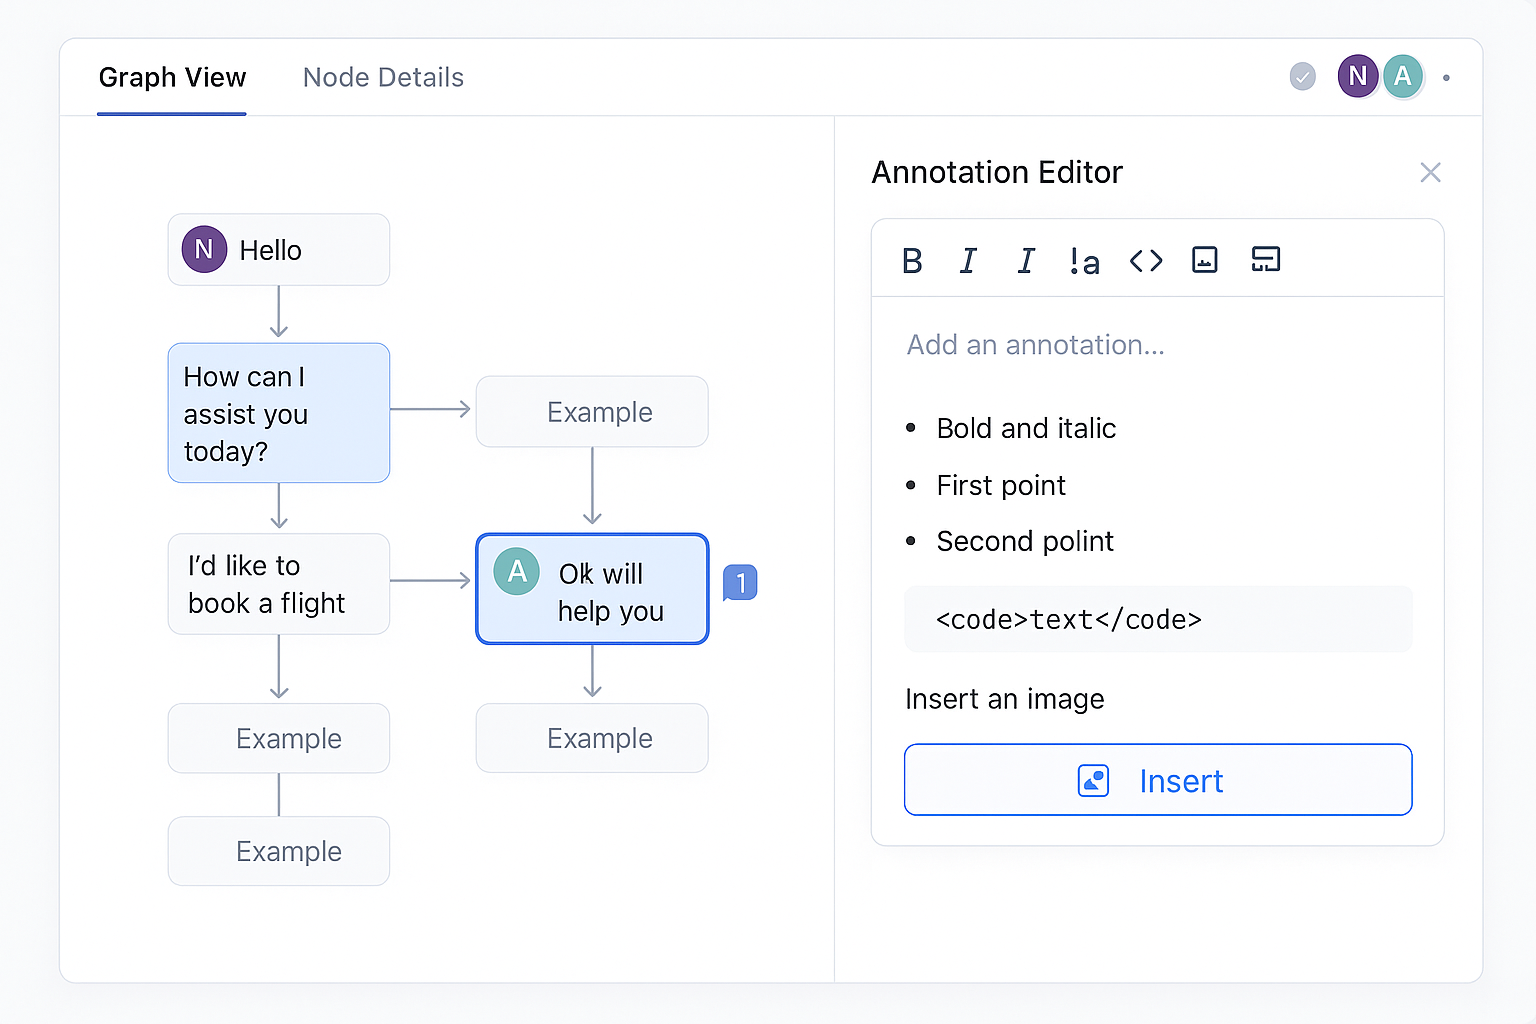 Graph View
Node Details
N
A
N
Hello
How can I
assist you
today?
Example
I'd like to
book a flight
A
Ok will
help you
1
Example
Example
Example
Annotation Editor
B I I !a <>
Add an annotation...
• Bold and italic
• First point
• Second polint
<code>text</code>
Insert an image
Insert